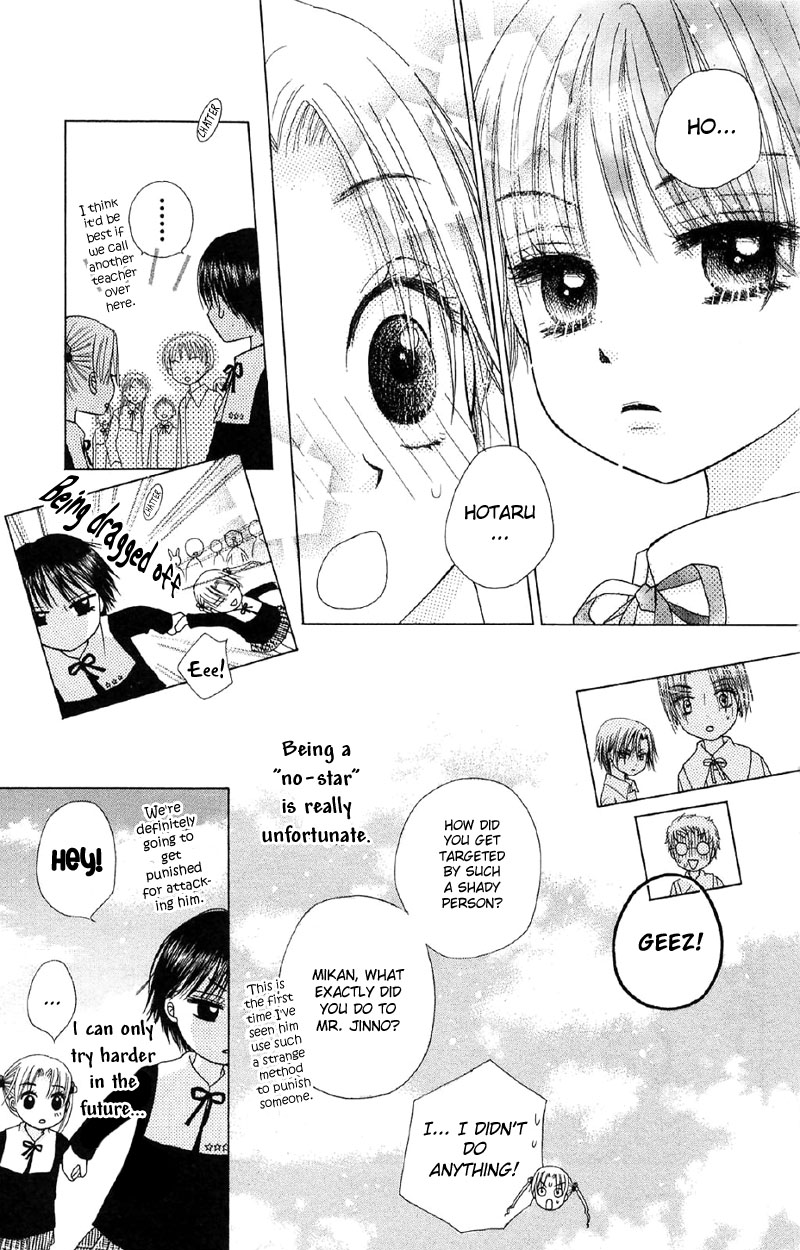 HO...
HOTARU
...
CHATTER
I think
it'd be
best if
we call
another
teacher
over
here.
......
CHATTER
Being dragged off
Eee!
GEEZ!
HOW DID
YOU GET
TARGETED
BY SUCH
A SHADY
PERSON?
MIKAN, WHAT
EXACTLY DID
YOU DO TO
MR. JINNO?
This is
the first
time I've
seen him
use such
a strange
method
to punish
someone.
I... I DIDN'T
DO
ANYTHING!
Being a
"no-star"
is really
unfortunate.
We're
definitely
going to
get
punished
for attack-
ing him.
Hey!
...
I can only
try harder
in the
future...